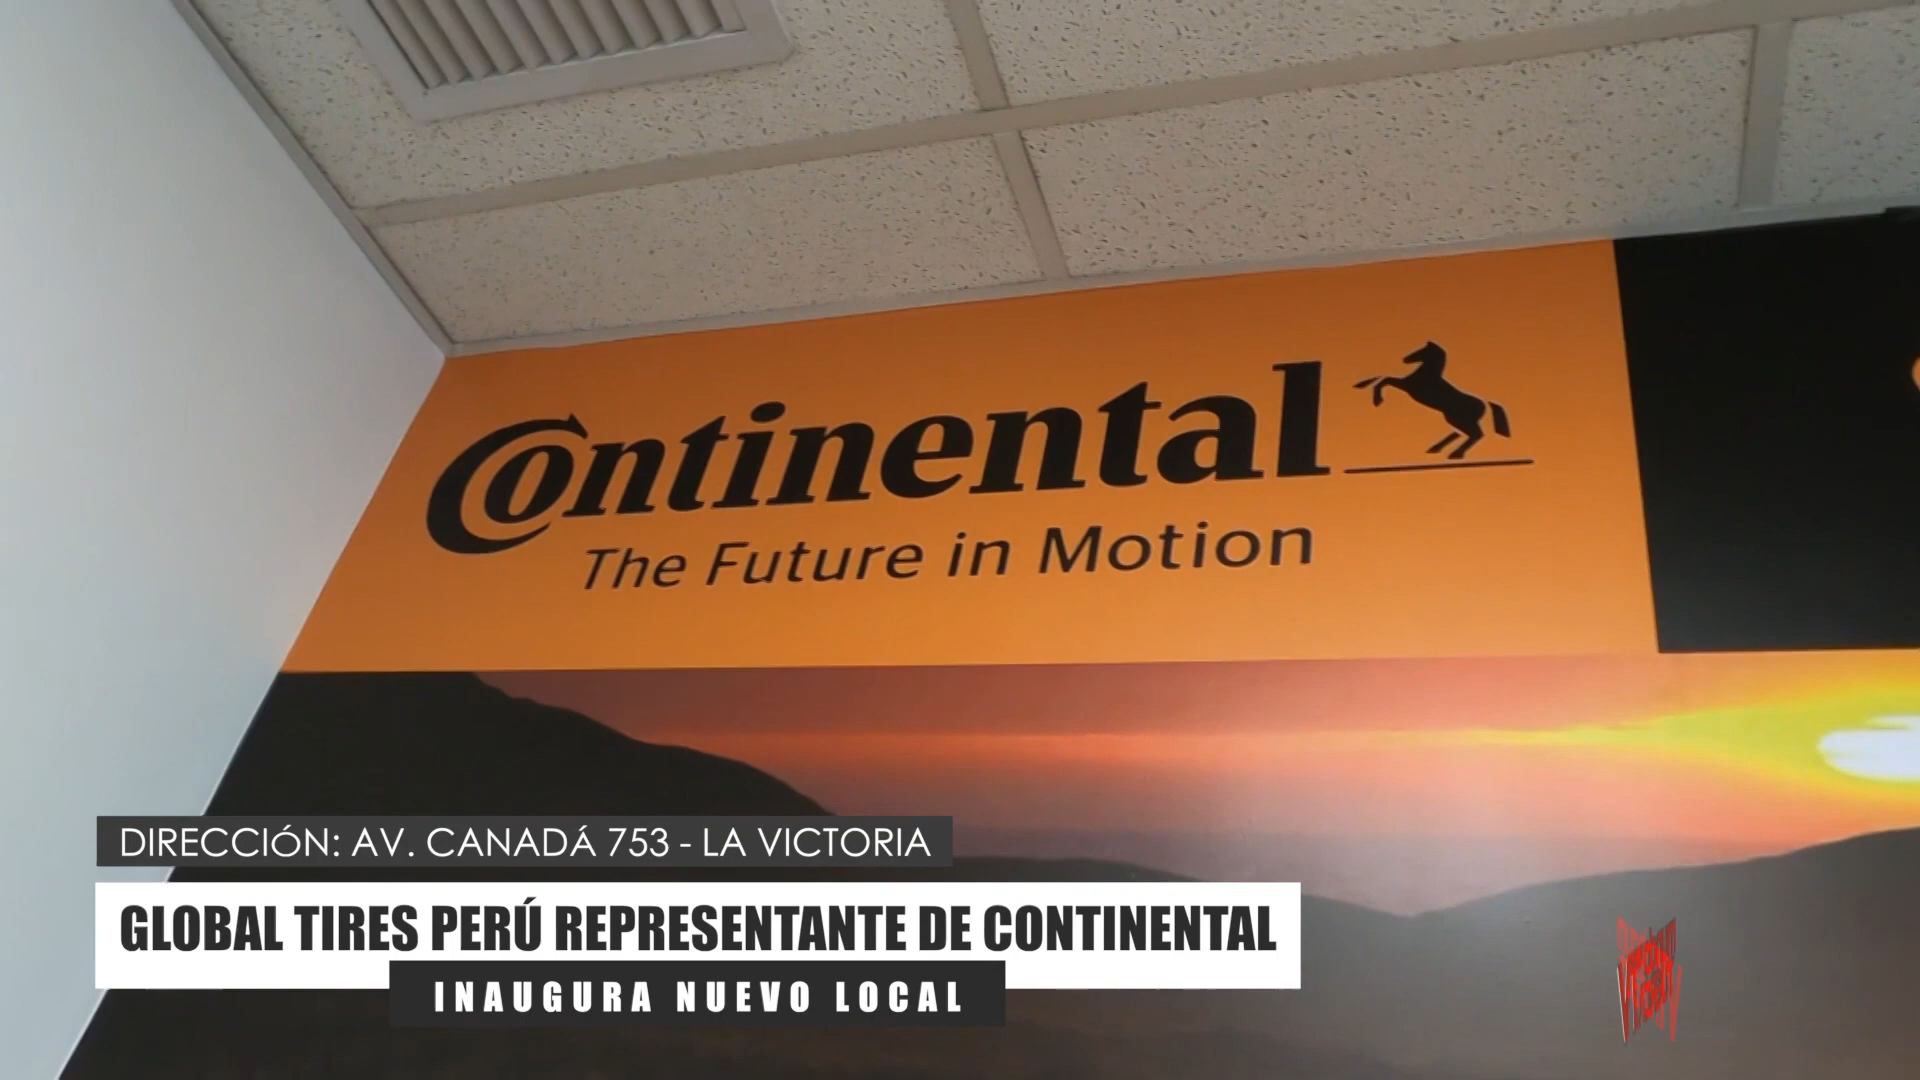 Continental
The Future in Motion
DIRECCIÓN: AV. CANADÁ 753 - LA VICTORIA
GLOBAL TIRES PERÚ REPRESENTANTE DE CONTINENTAL
INAUGURA NUEVO LOCAL